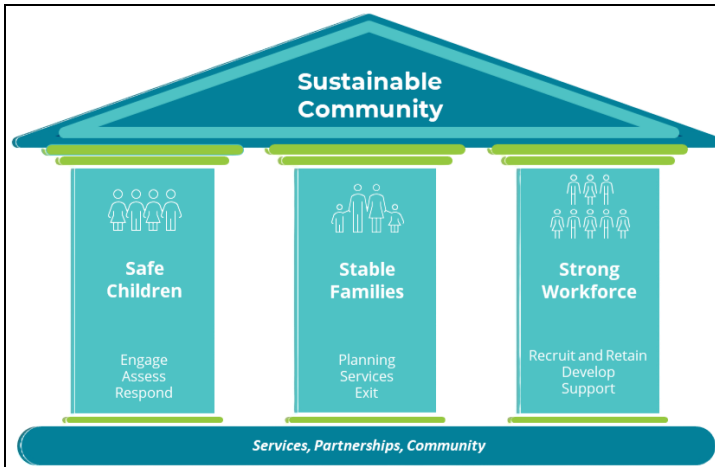 Sustainable
Community
Safe
Children
Engage
Assess
Respond
Stable
Families
Planning
Services
Exit
Strong
Workforce
Recruit and Retain
Develop
Support
Services, Partnerships, Community